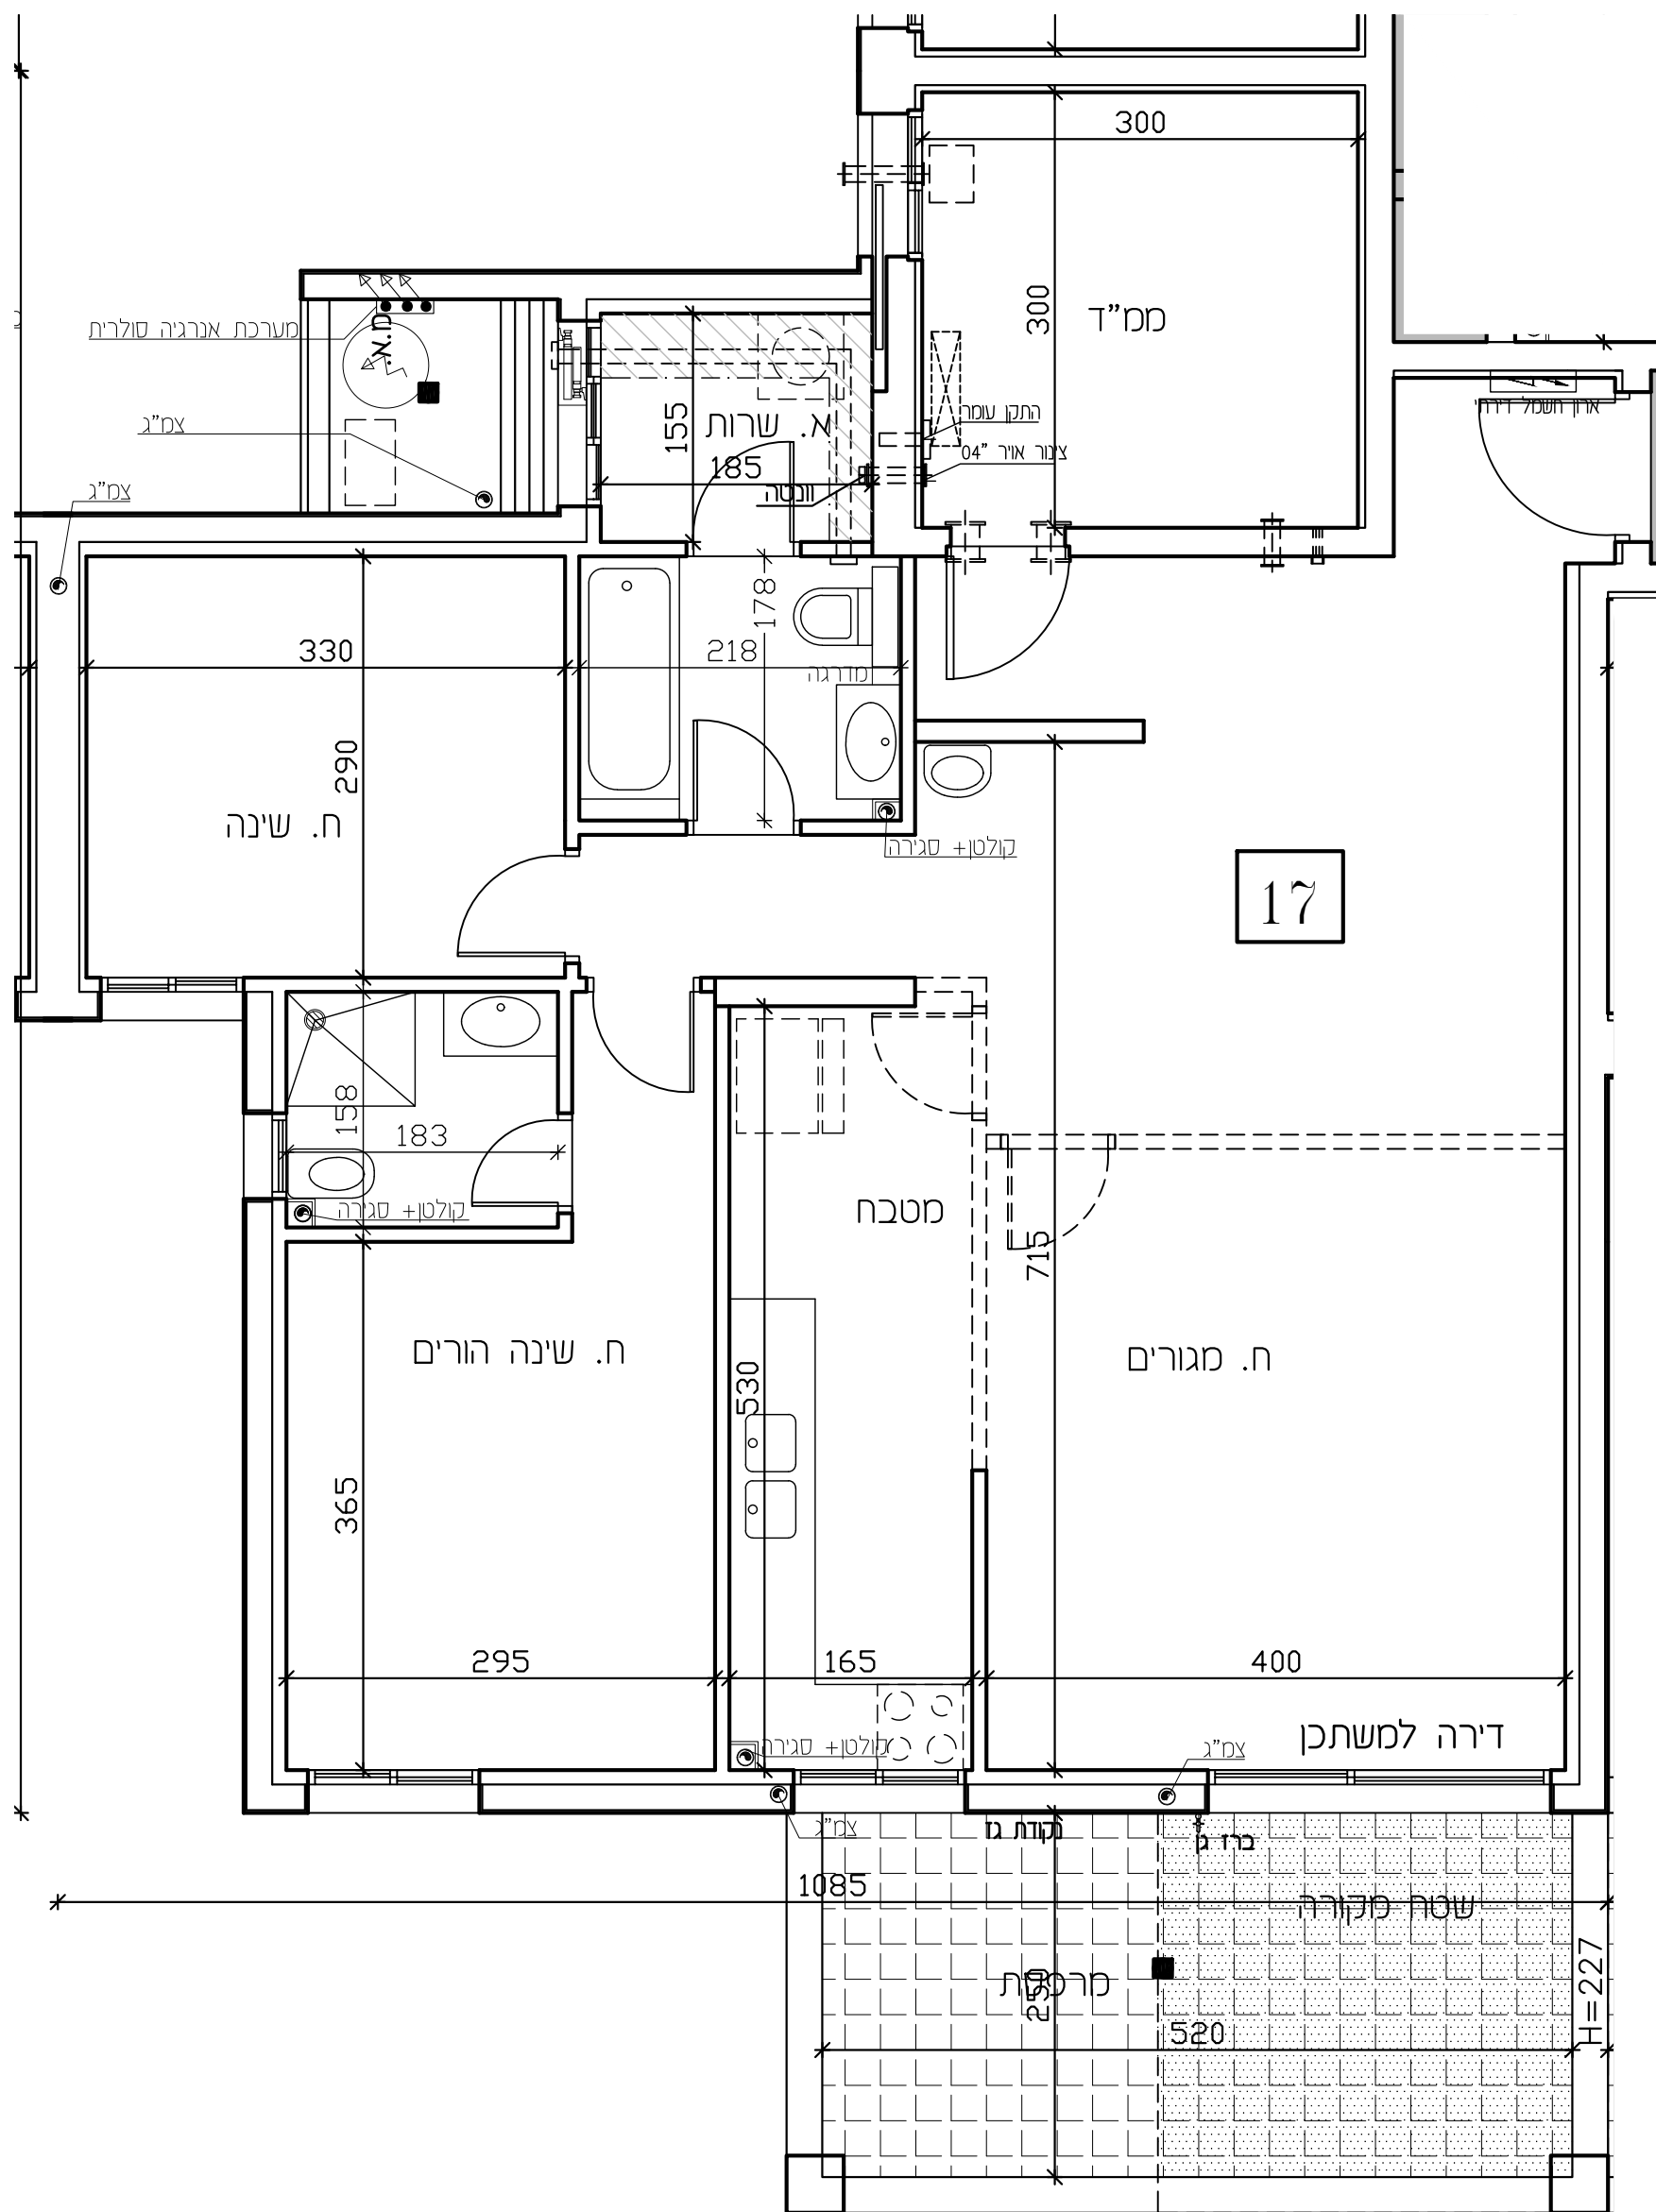 300
300
ממ"ד
מערכת אנרגיה סולרית
ת.א.
צמ"ג
צמ"ג
א. שרות
155
185
וונטה
התקן עומר
צינור אויר "04
ארון חשמל דירתי
330
290
ח. שינה
178
218
מדרגה
קולטן+ סגירה
17
158
183
קולטן+ סגירה
מטבח
715
ח. שינה הורים
ח. מגורים
530
365
295
165
400
דירה למשתכן
קולטן+ סגירה
צמ"ג
צמ"ג
נקודת גז
ברז גן
1085
שטח מקורה
מרפסת
250
520
H=227